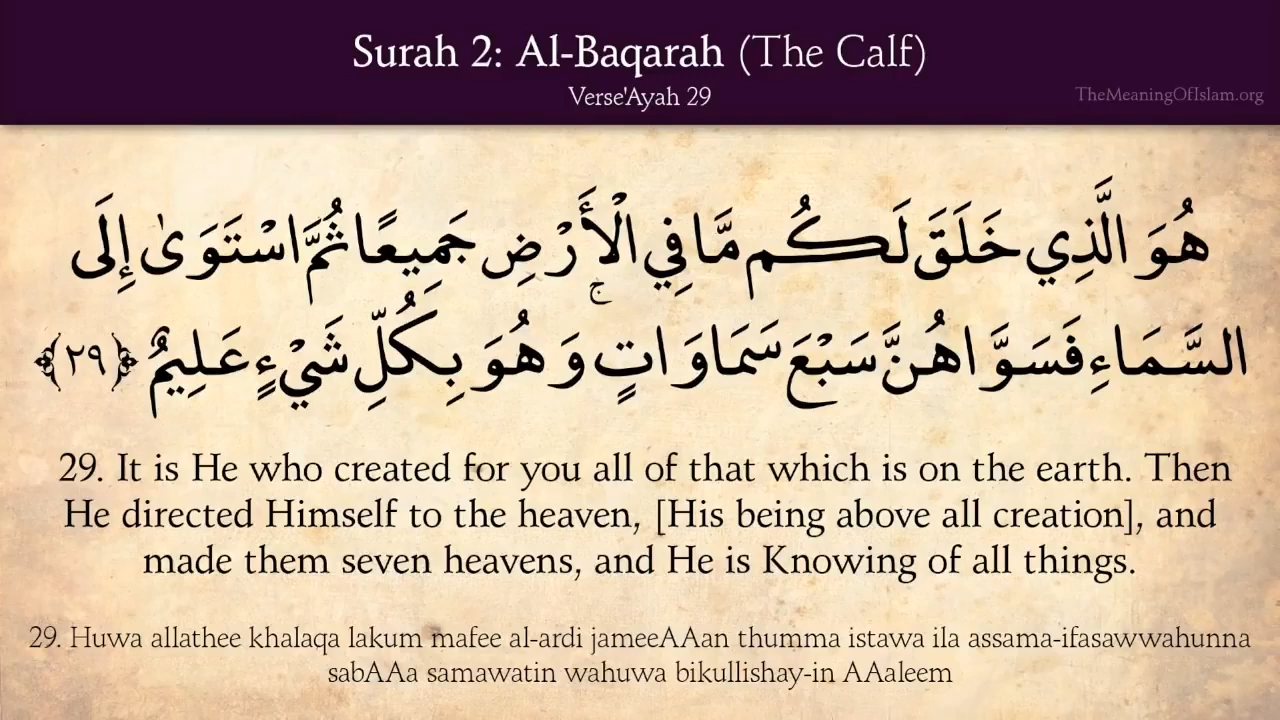 Surah 2: Al-Baqarah (The Calf)
Verse'Ayah 29
TheMeaningOfIslam.org
هُوَ الَّذِي خَلَقَ لَكُم مَّا فِي الْأَرْضِ جَمِيعًا ثُمَّ اسْتَوَىٰ إِلَى
السَّمَاءِ فَسَوَّاهُنَّ سَبْعَ سَمَاوَاتٍ ۚ وَهُوَ بِكُلِّ شَيْءٍ عَلِيمٌ ﴿٢٩﴾
29. It is He who created for you all of that which is on the earth. Then
He directed Himself to the heaven, [His being above all creation], and
made them seven heavens, and He is Knowing of all things.
29. Huwa allathee khalaqa lakum mafee al-ardi jameeAAan thumma istawa ila assama-ifasawwahunna
sabAAa samawatin wahuwa bikullishay-in AAaleem